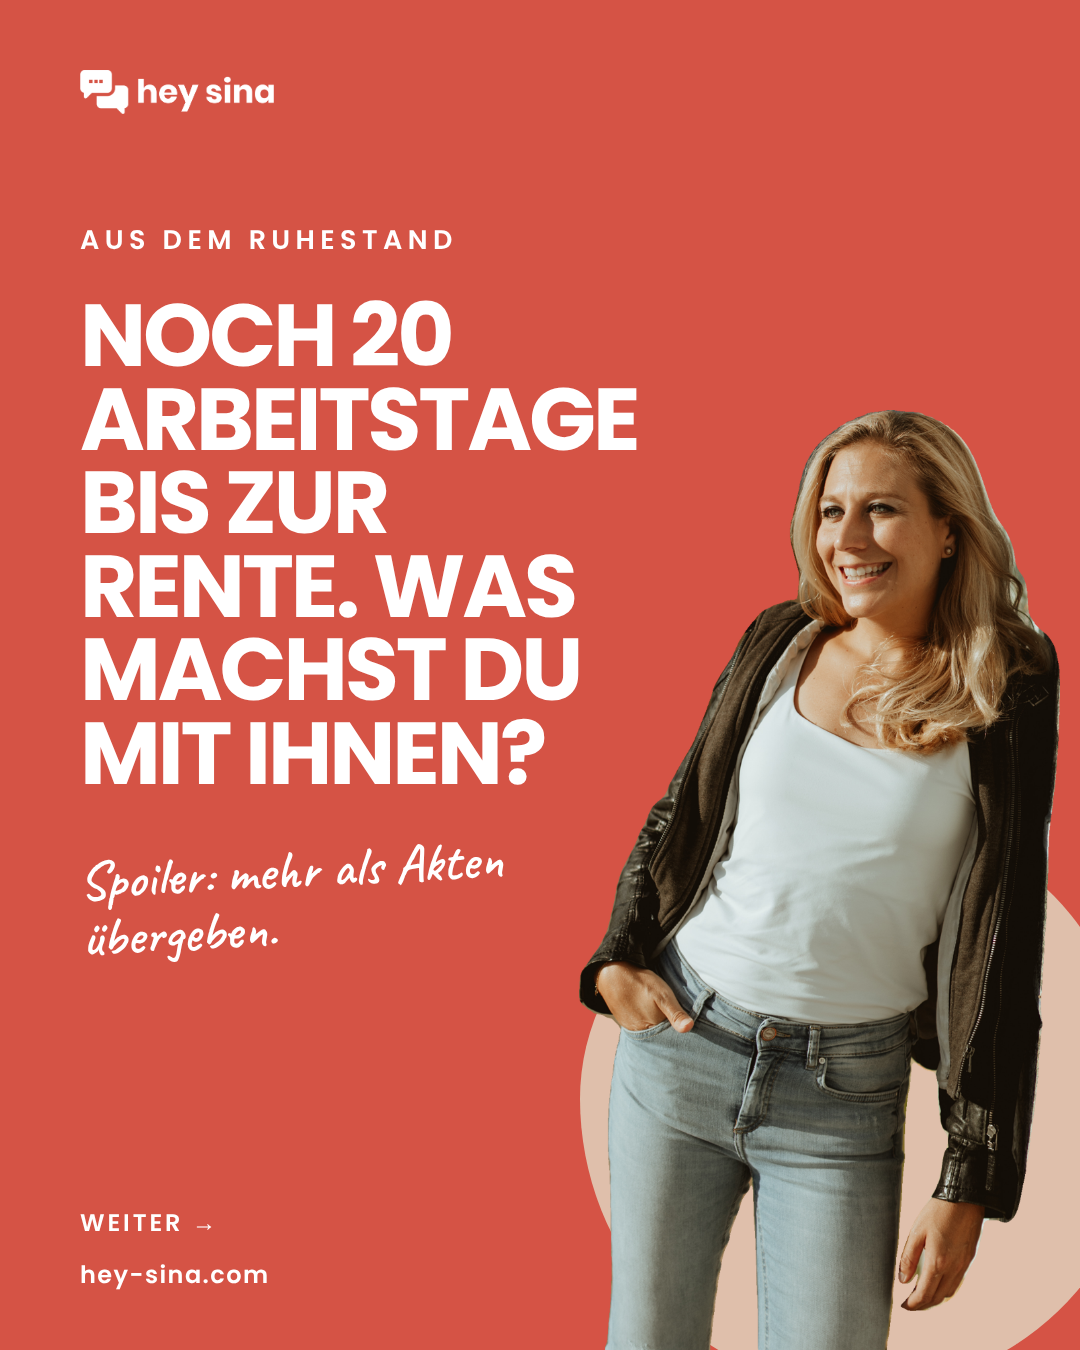 hey sina
AUS DEM RUHESTAND
NOCH 20
ARBEITSTAGE
BIS ZUR
RENTE. WAS
MACHST DU
MIT IHNEN?
Spoiler: mehr als Akten
übergeben.
WEITER →
hey-sina.com